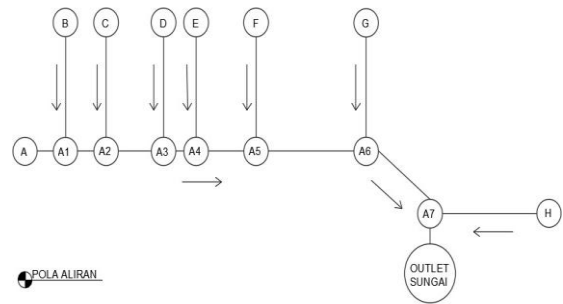 B C D E F G
A A1 A2 A3 A4 A5 A6
A7 H
OUTLET
SUNGAI
POLA ALIRAN